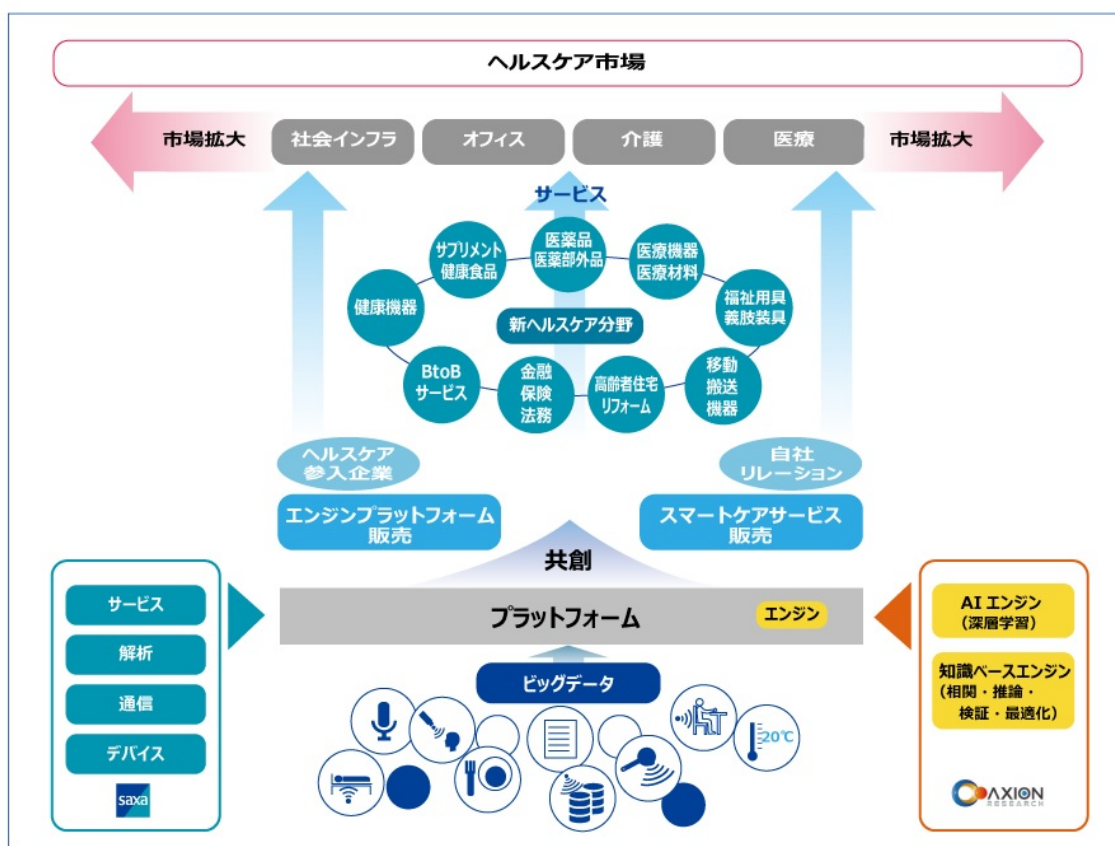 ヘルスケア市場
市場拡大
社会インフラ
オフィス
介護
医療
市場拡大
サービス
サプリメント
健康食品
医薬品
医薬部外品
医療機器
医療材料
健康機器
福祉用具
義肢装具
新ヘルスケア分野
BtoB
サービス
金融
保険
法務
高齢者住宅
リフォーム
移動
搬送
機器
ヘルスケア
参入企業
自社
リレーション
エンジンプラットフォーム
販売
スマートケアサービス
販売
共創
プラットフォーム
エンジン
ビッグデータ
20℃
サービス
解析
通信
デバイス
saxa
AIエンジン
(深層学習)
知識ベースエンジン
(相関・推論・
検証・最適化)
AXION
RESEARCH